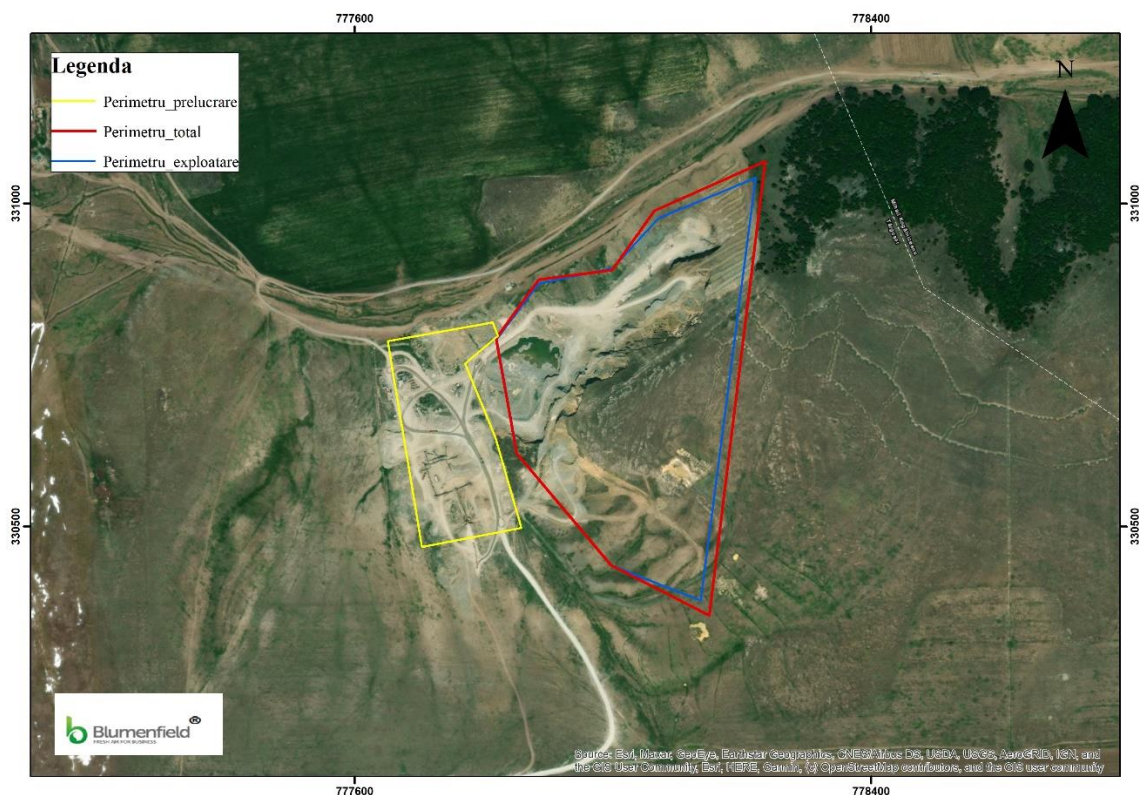 777600
778400
Legenda
Perimetru_prelucrare
Perimetru_total
Perimetru_exploatare
N
331000
331000
330500
330500
Blumenfield®
FRESH AIR FOR BUSINESS
Source: Esri, Maxar, GeoEye, Earthstar Geographics, CNES/Airbus DS, USDA, USGS, AeroGRID, IGN, and
the GIS User Community, Esri, HERE, Garmin, (c) OpenStreetMap contributors, and the GIS user community
777600
778400